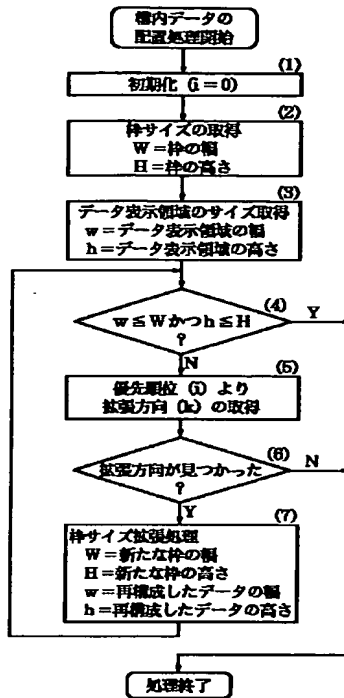 枠内データの
配置処理開始
(1)
初期化 (i=0)
(2)
枠サイズの取得
W=枠の幅
H=枠の高さ
(3)
データ表示領域のサイズ取得
w=データ表示領域の幅
h=データ表示領域の高さ
(4)
w≦Wかつh≦H
?
Y
N
(5)
優先順位 (i) より
拡張方向 (k) の取得
(6)
拡張方向が見つかった
?
N
Y
(7)
枠サイズ拡張処理
W=新たな枠の幅
H=新たな枠の高さ
w=再構成したデータの幅
h=再構成したデータの高さ
処理終了